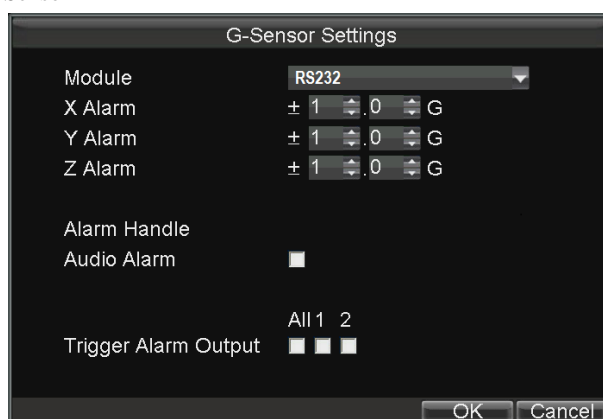 G-Sensor Settings
Module RS232
X Alarm ± 1 .0 G
Y Alarm ± 1 .0 G
Z Alarm ± 1 .0 G
Alarm Handle
Audio Alarm
All 1 2
Trigger Alarm Output
OK Cancel